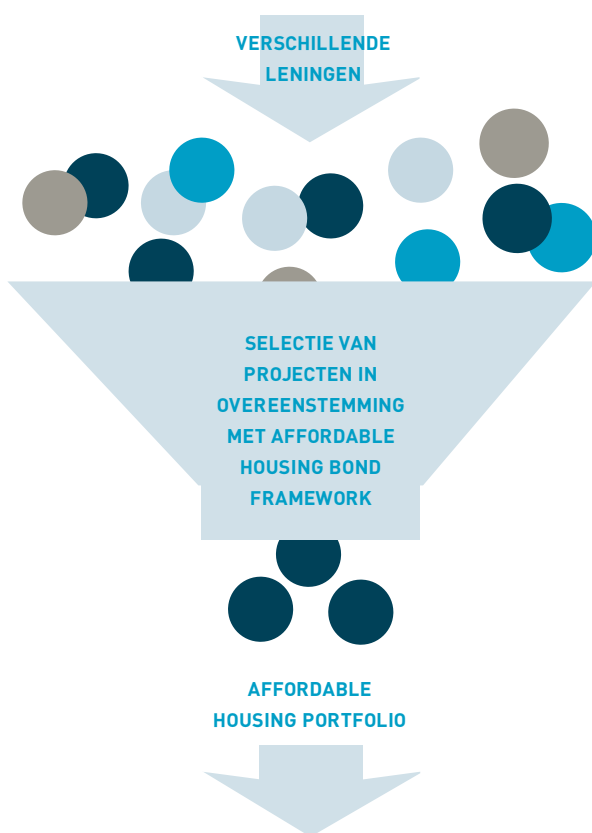 VERSCHILLENDE
LENINGEN
SELECTIE VAN
PROJECTEN IN
OVEREENSTEMMING
MET AFFORDABLE
HOUSING BOND
FRAMEWORK
AFFORDABLE
HOUSING PORTFOLIO